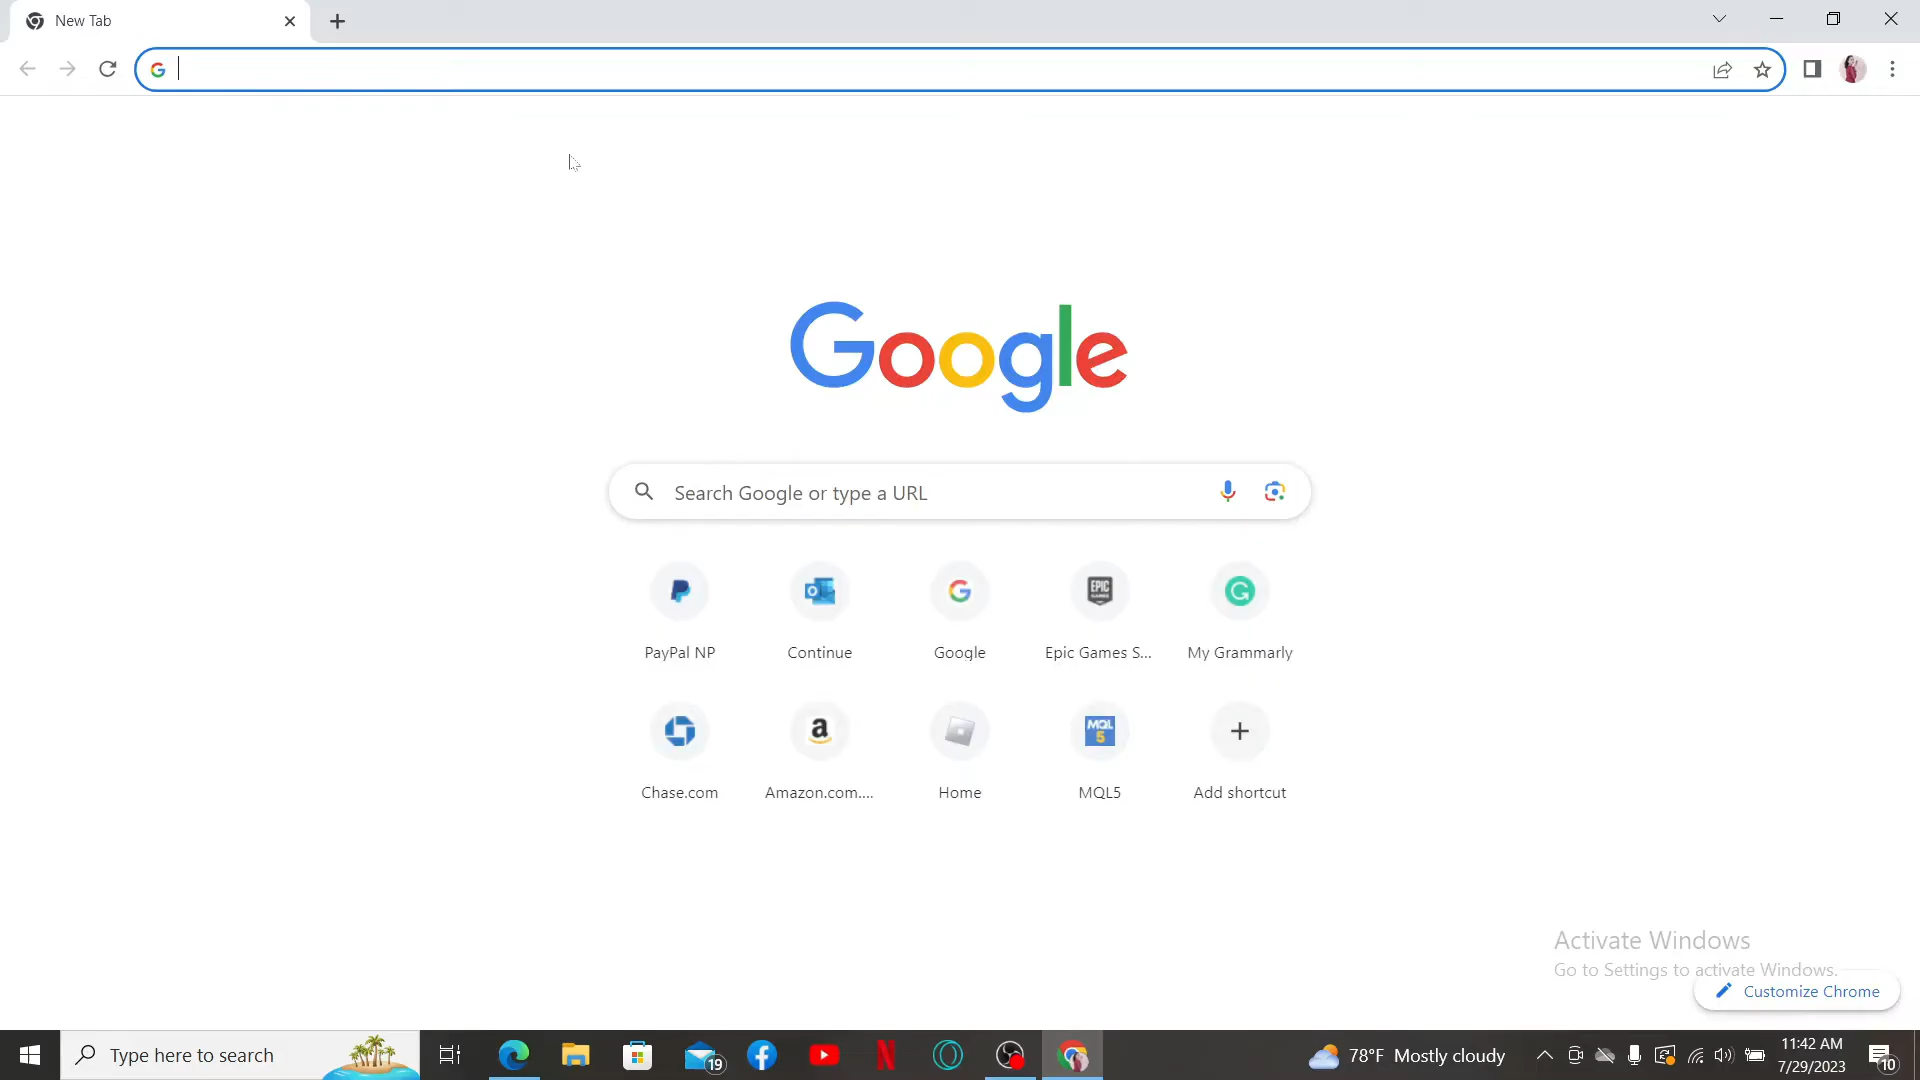 New Tab
Google
Search Google or type a URL
PayPal NP
Continue
Google
Epic Games S...
My Grammarly
Chase.com
Amazon.com....
Home
MQL5
Add shortcut
Activate Windows
Go to Settings to activate Windows.
Customize Chrome
Type here to search
19
78°F Mostly cloudy
11:42 AM
7/29/2023
10